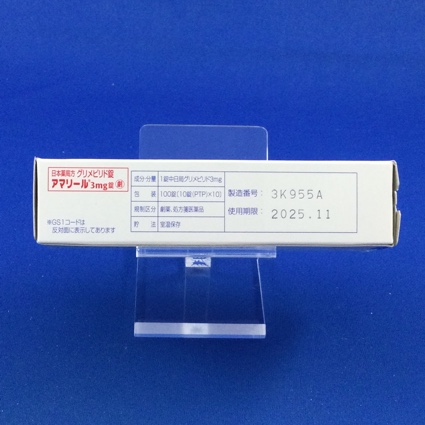 日本薬局方 グリメピリド錠
アマリール® 3mg錠 劇
※GS1コードは
反対面に表示してあります
成分・分量 1錠中日局グリメピリド3mg
包装 100錠(10錠(PTP)×10)
規制区分 劇薬、処方箋医薬品
貯法 室温保存
製造番号: 3K955A
使用期限: 2025.11